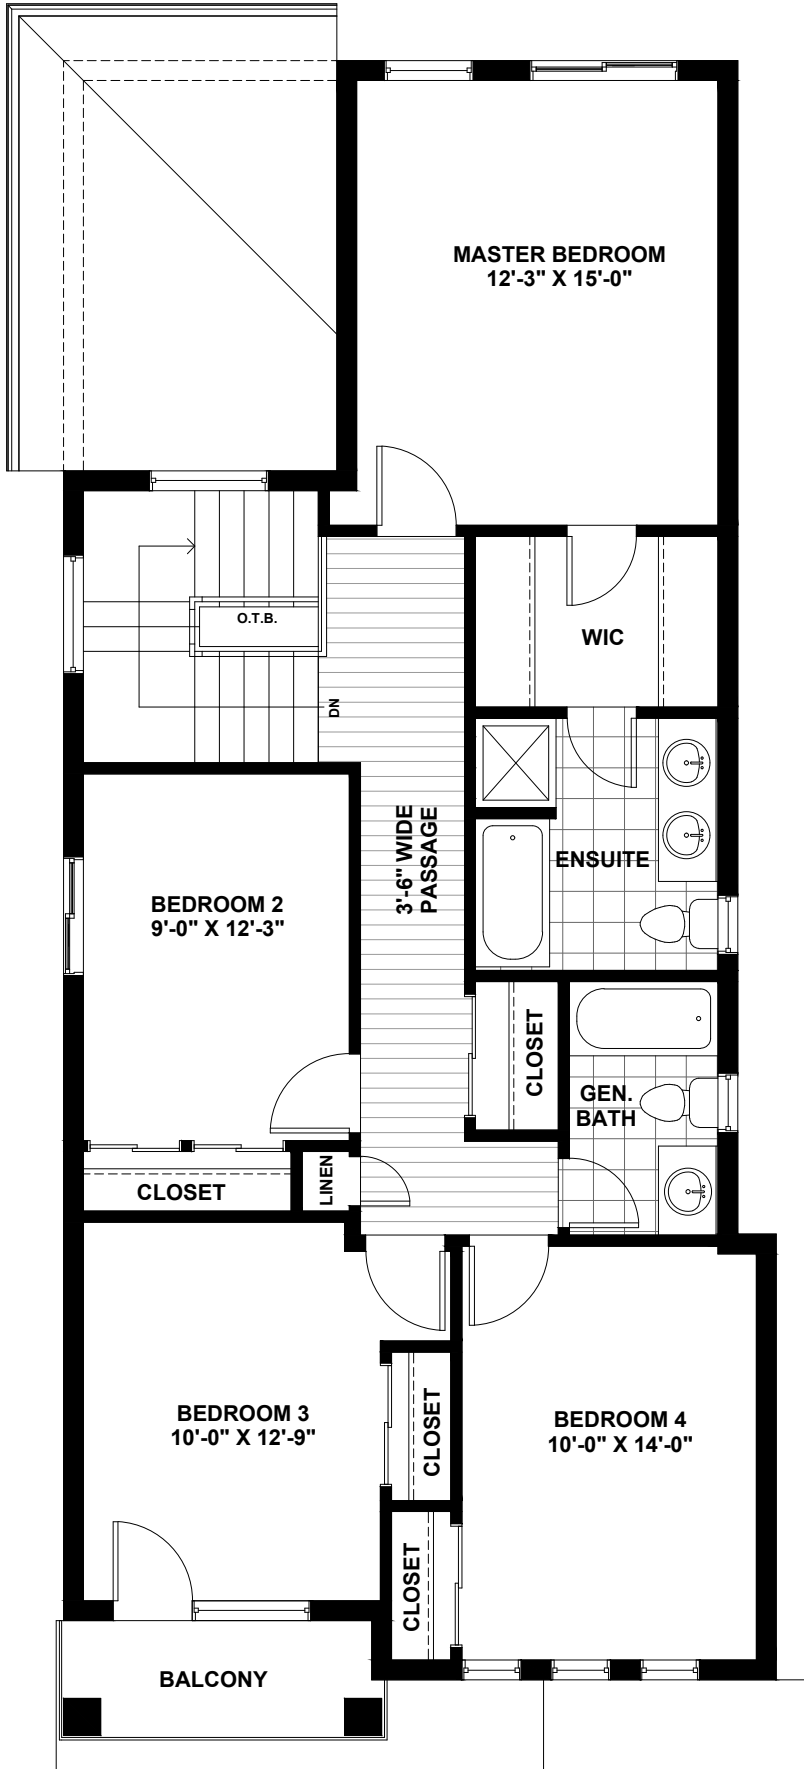 MASTER BEDROOM
12'-3" X 15'-0"
O.T.B.
WIC
DN
3'-6" WIDE
PASSAGE
ENSUITE
BEDROOM 2
9'-0" X 12'-3"
CLOSET
GEN.
BATH
LINEN
CLOSET
BEDROOM 3
10'-0" X 12'-9"
CLOSET
BEDROOM 4
10'-0" X 14'-0"
CLOSET
BALCONY